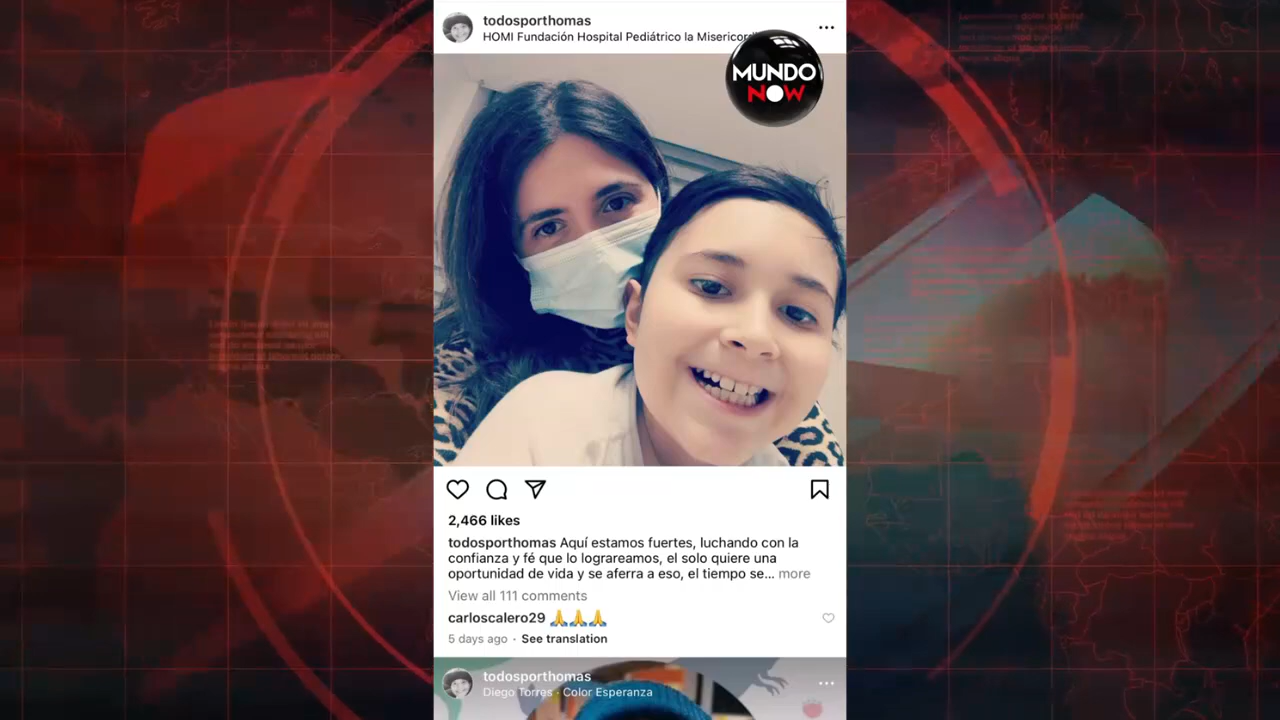 todosporthomas
HOMI Fundación Hospital Pediátrico la Misericordi
MUNDO
NOW
2,466 likes
todosporthomas Aquí estamos fuertes, luchando con la
confianza y fé que lo lograreamos, el solo quiere una
oportunidad de vida y se aferra a eso, el tiempo se... more
View all 111 comments
carloscalero29 🙏🙏🙏
5 days ago · See translation
todosporthomas
Diego Torres · Color Esperanza